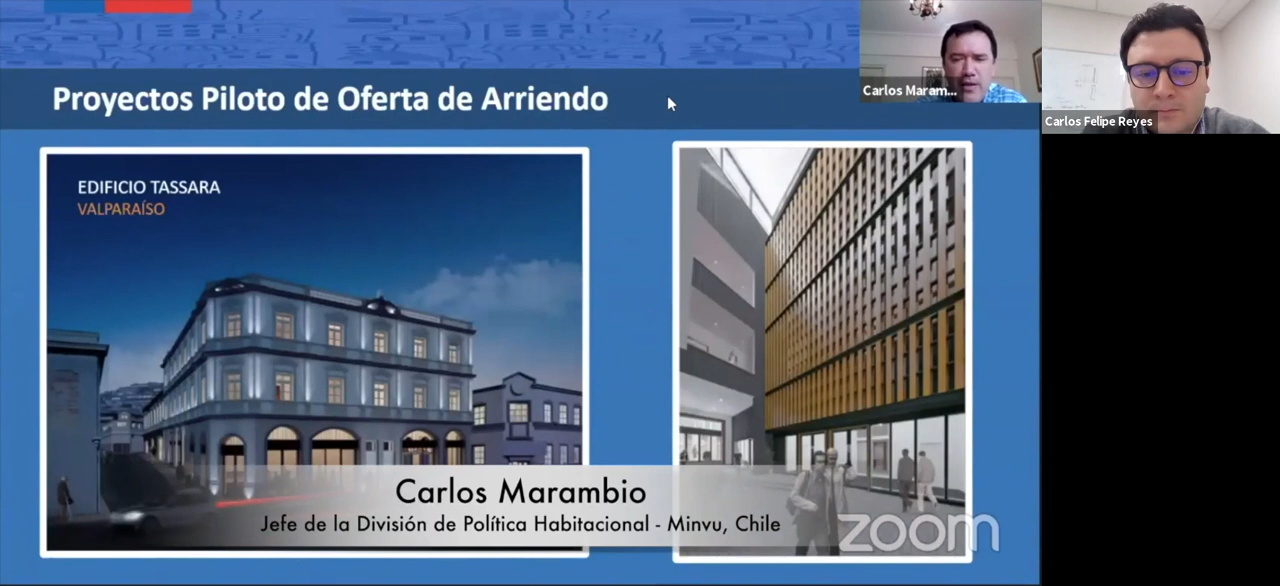 Proyectos Piloto de Oferta de Arriendo
Carlos Maram...
Carlos Felipe Reyes
EDIFICIO TASSARA
VALPARAÍSO
Carlos Marambio
Jefe de la División de Política Habitacional - Minvu, Chile
zoom